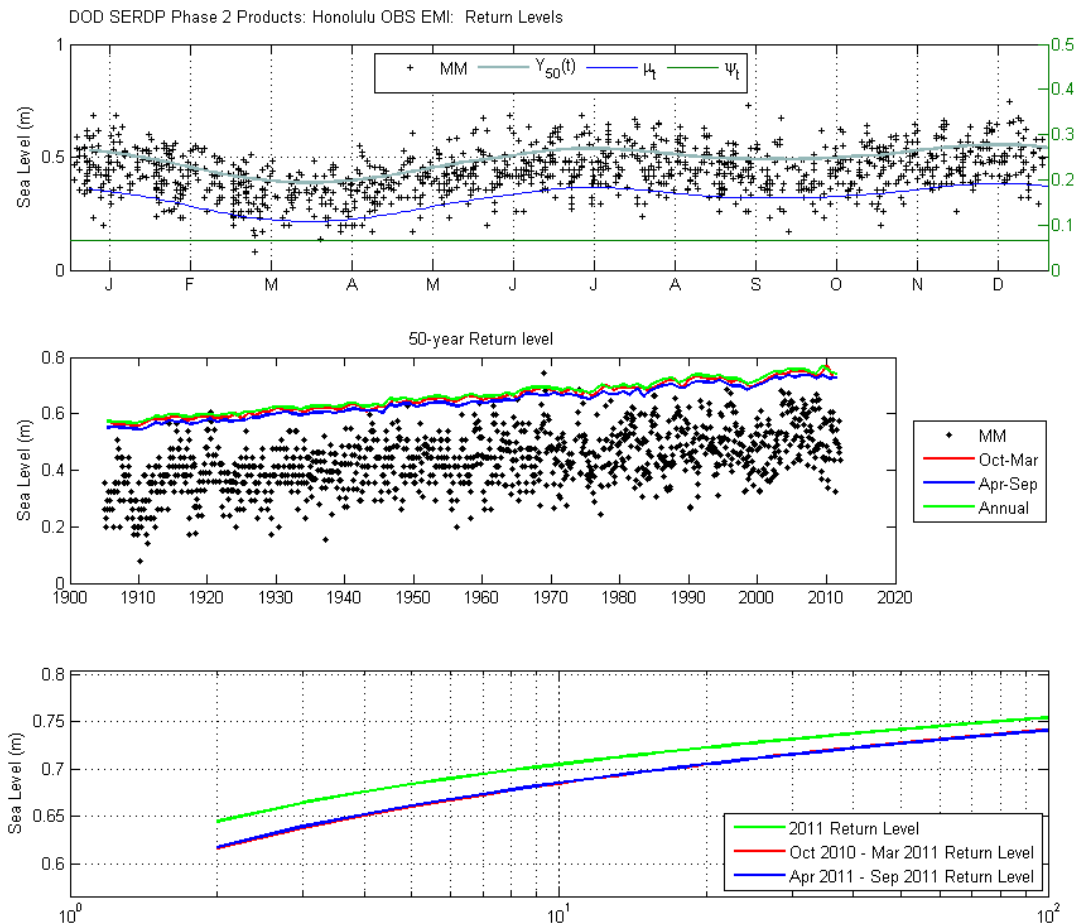 DOD SERDP Phase 2 Products: Honolulu OBS EMI: Return Levels
1
0.5
0
Sea Level (m)
MM
Y50(t)
μt
ψt
0.5
0.4
0.3
0.2
0.1
0
J F M A M J J A S O N D
50-year Return level
0.8
0.6
0.4
0.2
0
Sea Level (m)
1900 1910 1920 1930 1940 1950 1960 1970 1980 1990 2000 2010 2020
MM
Oct-Mar
Apr-Sep
Annual
0.8
0.75
0.7
0.65
0.6
Sea Level (m)
2011 Return Level
Oct 2010 - Mar 2011 Return Level
Apr 2011 - Sep 2011 Return Level
10^0 10^1 10^2